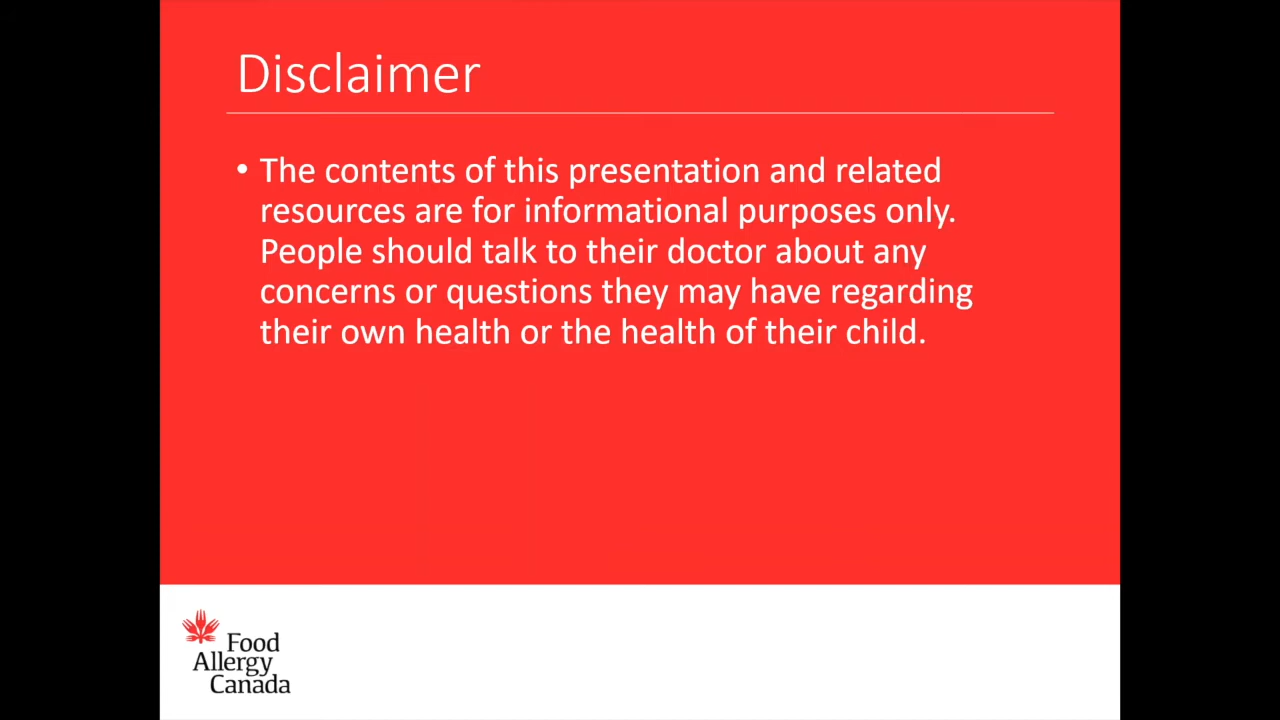 Disclaimer
• The contents of this presentation and related
resources are for informational purposes only.
People should talk to their doctor about any
concerns or questions they may have regarding
their own health or the health of their child.
Food
Allergy
Canada